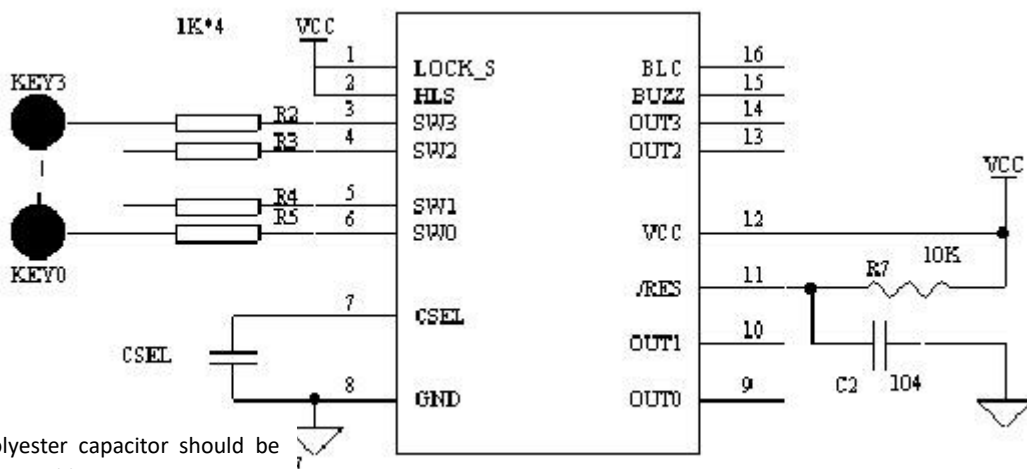 1K*4
VCC
KEY3
KEY0
R2
R3
R4
R5
1
2
3
4
5
6
7
8
LOCK_S
HLS
SW3
SW2
SW1
SW0
CSEL
GND
CSEL
BLC
BUZZ
OUT3
OUT2
VCC
/RES
OUT1
OUT0
16
15
14
13
12
11
10
9
VCC
R7
10K
C2
104
olyester capacitor should be